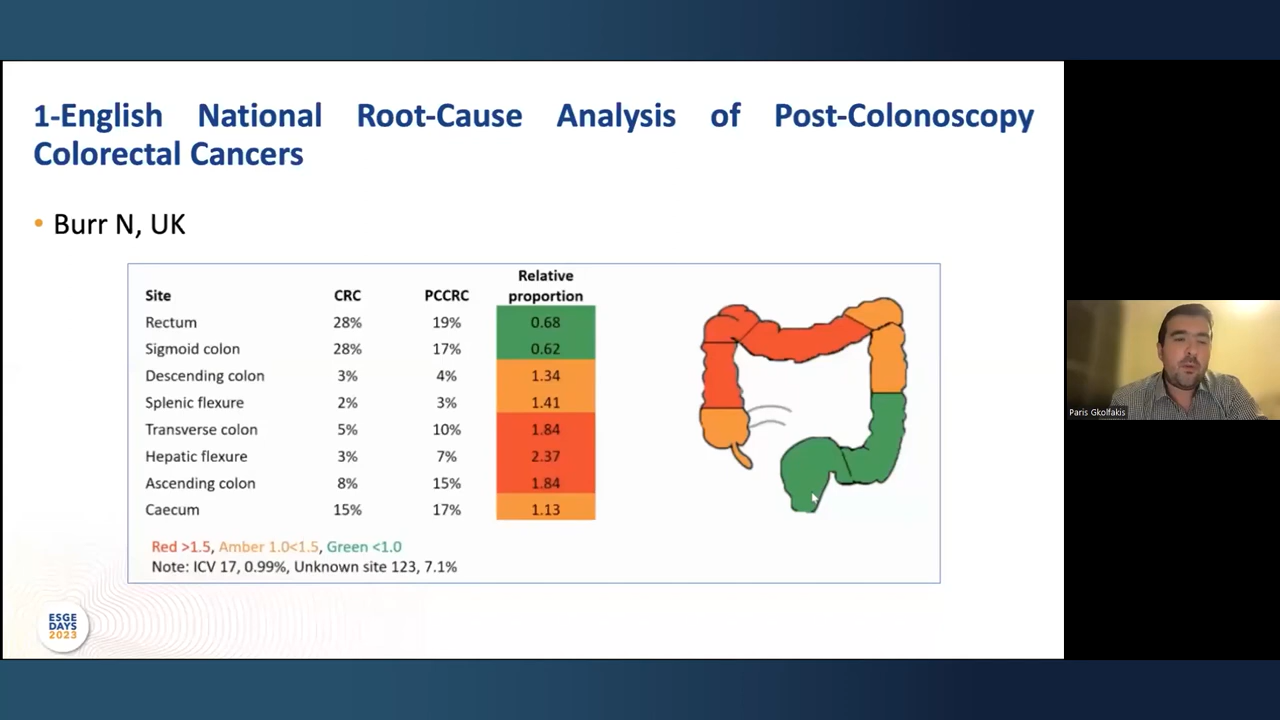 1-English National Root-Cause Analysis of Post-Colonoscopy
Colorectal Cancers
• Burr N, UK
Relative
Site CRC PCCRC proportion
Rectum 28% 19% 0.68
Sigmoid colon 28% 17% 0.62
Descending colon 3% 4% 1.34
Splenic flexure 2% 3% 1.41
Transverse colon 5% 10% 1.84
Hepatic flexure 3% 7% 2.37
Ascending colon 8% 15% 1.84
Caecum 15% 17% 1.13
Red >1.5, Amber 1.0<1.5, Green <1.0
Note: ICV 17, 0.99%, Unknown site 123, 7.1%
ESGE
DAYS
2023
Paris Gkolfakis